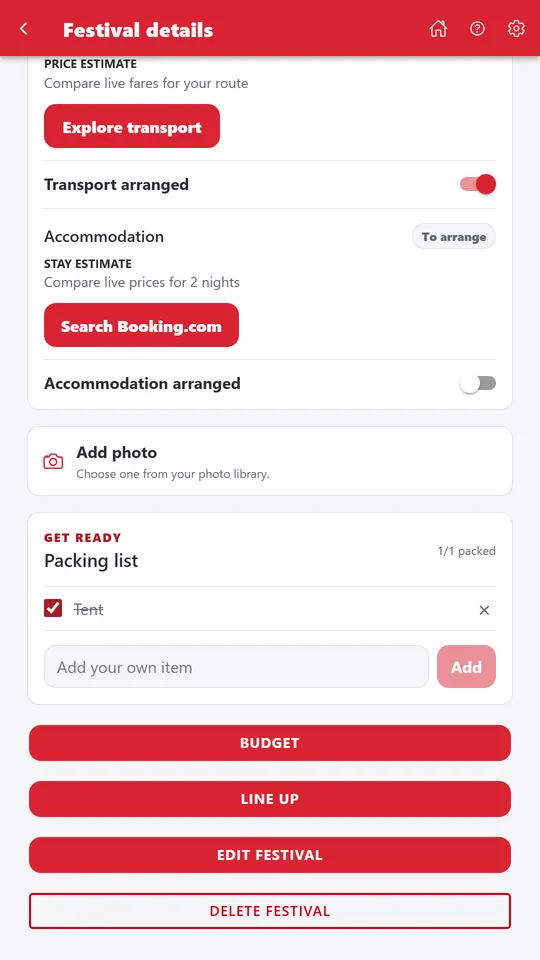 Festival details
PRICE ESTIMATE
Compare live fares for your route
Explore transport
Transport arranged
Accommodation
To arrange
STAY ESTIMATE
Compare live prices for 2 nights
Search Booking.com
Accommodation arranged
Add photo
Choose one from your photo library.
GET READY
Packing list
1/1 packed
Tent
Add your own item
Add
BUDGET
LINE UP
EDIT FESTIVAL
DELETE FESTIVAL